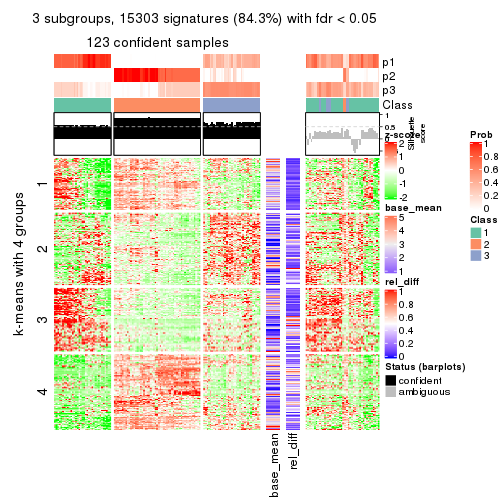 3 subgroups, 15303 signatures (84.3%) with fdr < 0.05
123 confident samples
p1
p2
p3
Class
1
0.5
0
Silhouette
score
k-means with 4 groups
1
2
3
4
base_mean
rel_diff
z-score
2
1
0
-1
-2
base_mean
5
4
3
2
1
rel_diff
1
0.8
0.6
0.4
0.2
0
Status (barplots)
confident
ambiguous
Prob
1
0.8
0.6
0.4
0.2
0
Class
1
2
3